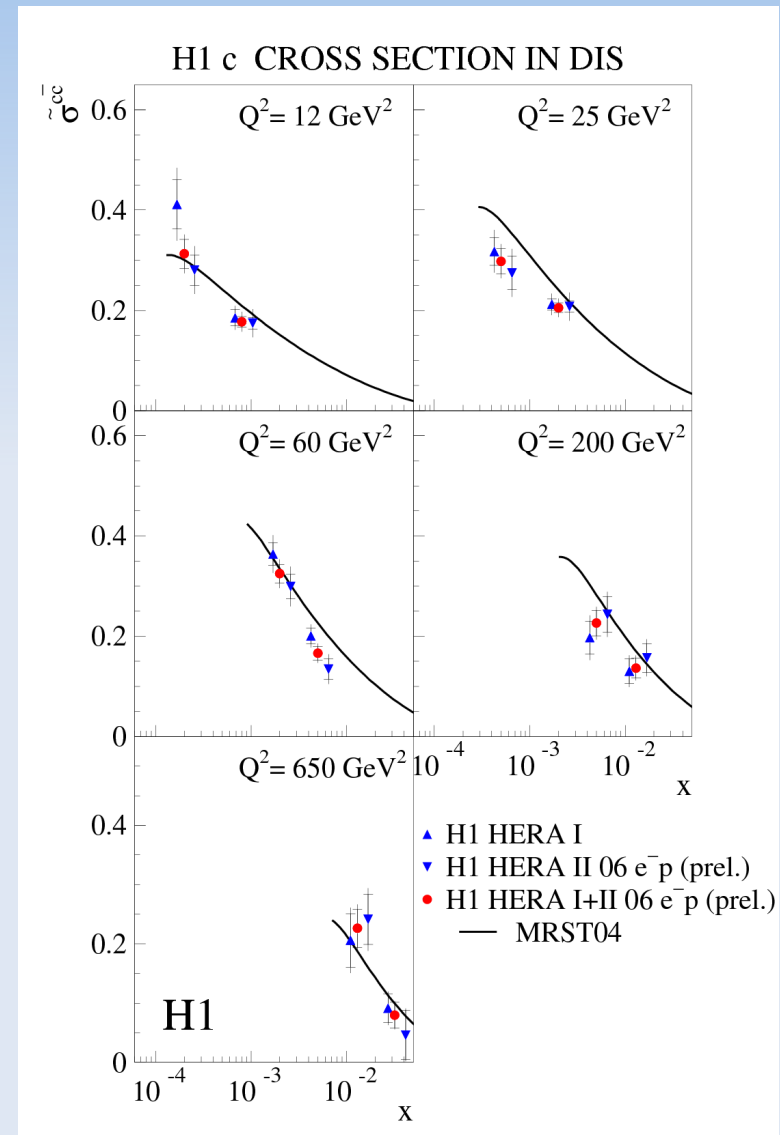 H1 c CROSS SECTION IN DIS
σ̃^cc̄
Q²= 12 GeV²
Q²= 25 GeV²
0.6
0.4
0.2
0
Q²= 60 GeV²
Q²= 200 GeV²
0.6
0.4
0.2
0
Q²= 650 GeV²
10⁻⁴
10⁻³
10⁻²
x
0.4
0.2
0
H1 HERA I
H1 HERA II 06 e⁻p (prel.)
H1 HERA I+II 06 e⁻p (prel.)
MRST04
H1
10⁻⁴
10⁻³
10⁻²
x